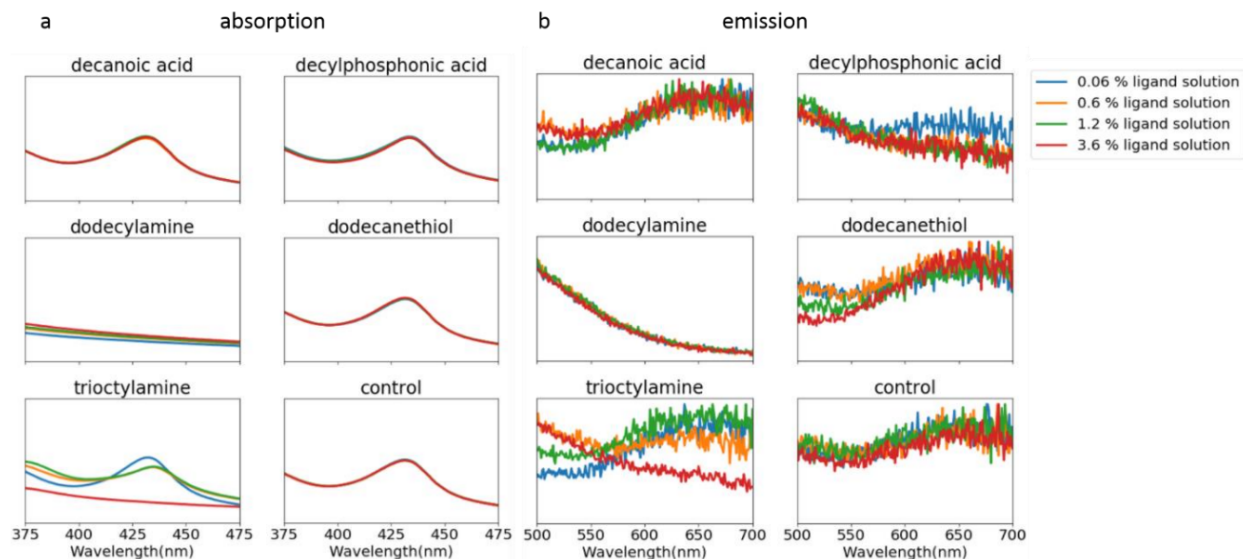 a absorption b emission
decanoic acid decylphosphonic acid decanoic acid decylphosphonic acid
0.06 % ligand solution
0.6 % ligand solution
1.2 % ligand solution
3.6 % ligand solution
dodecylamine dodecanethiol dodecylamine dodecanethiol
trioctylamine control trioctylamine control
375 400 425 450 475 375 400 425 450 475 500 550 600 650 700 500 550 600 650 700
Wavelength(nm) Wavelength(nm) Wavelength(nm) Wavelength(nm)